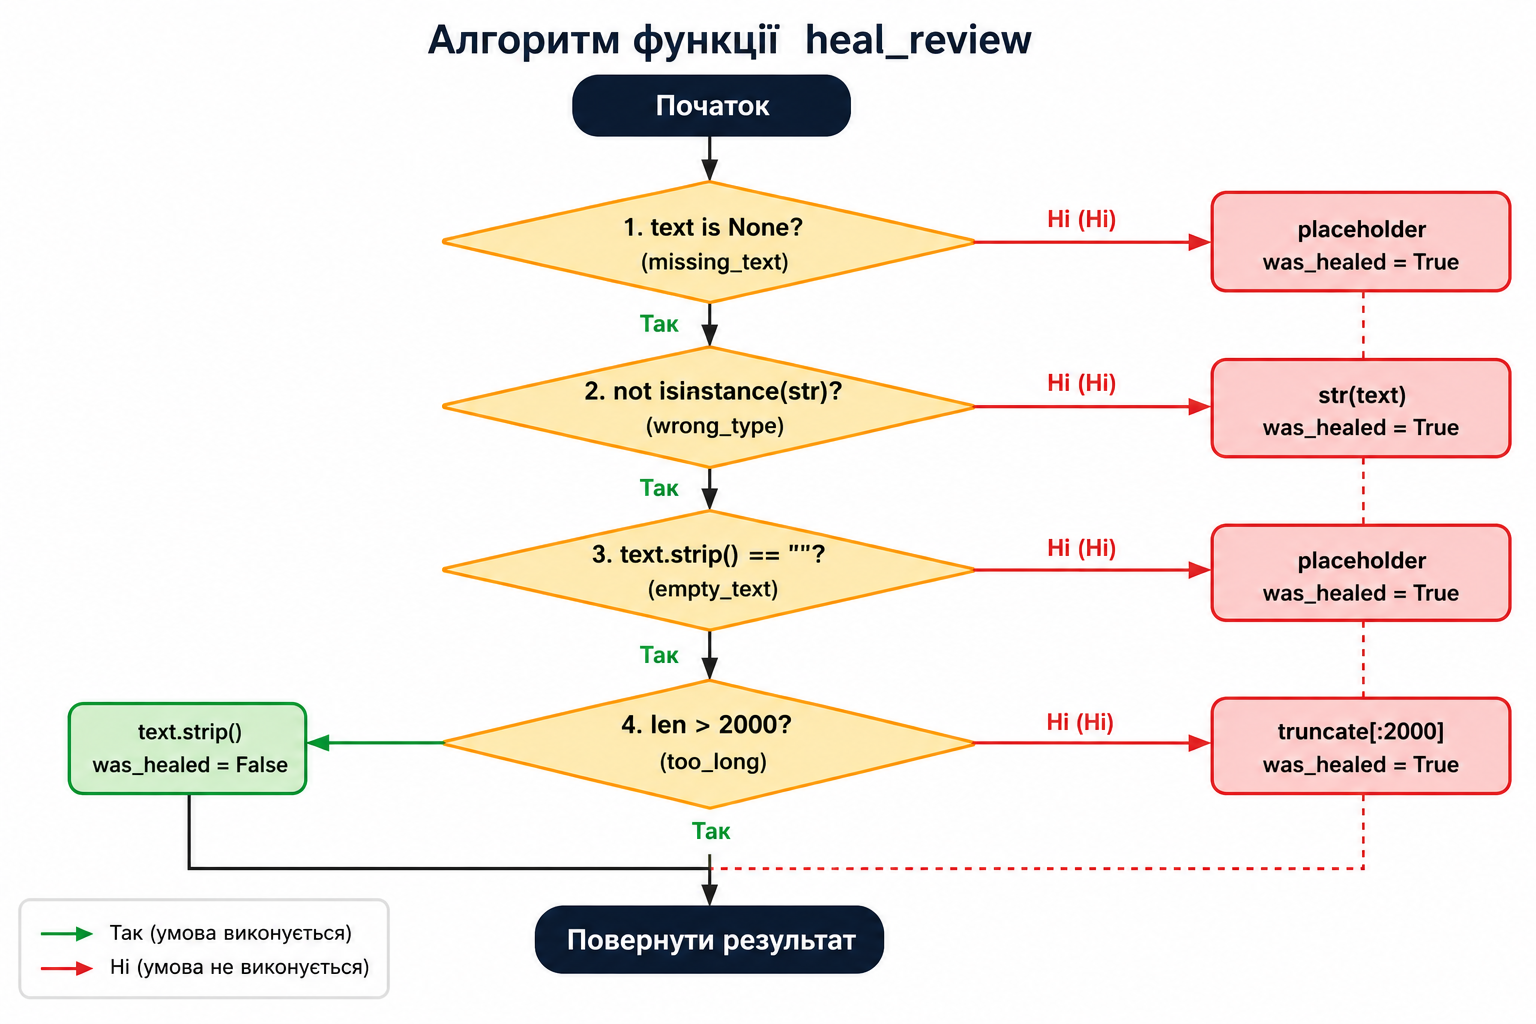 Алгоритм функції heal_review
Початок
1. text is None?
(missing_text)
Ні (Ні)
placeholder
was_healed = True
Так
2. not isinstance(str)?
(wrong_type)
Ні (Ні)
str(text)
was_healed = True
Так
3. text.strip() == ""?
(empty_text)
Ні (Ні)
placeholder
was_healed = True
Так
4. len > 2000?
(too_long)
Ні (Ні)
truncate[:2000]
was_healed = True
text.strip()
was_healed = False
Так
Повернути результат
Так (умова виконується)
Ні (умова не виконується)